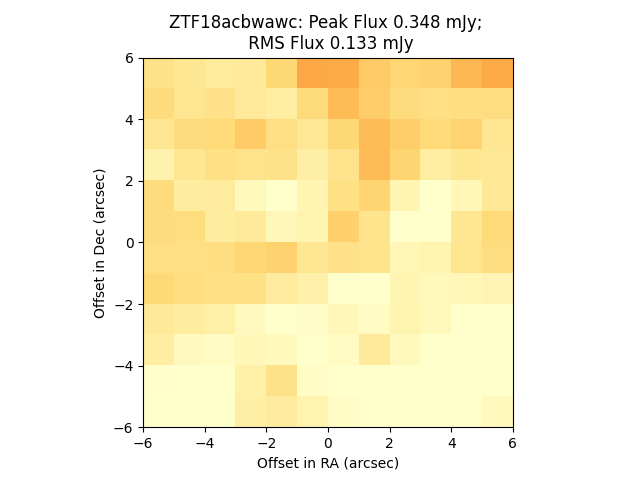 ZTF18acbwawc: Peak Flux 0.348 mJy;
RMS Flux 0.133 mJy
6
4
2
0
−2
−4
−6
Offset in Dec (arcsec)
−6 −4 −2 0 2 4 6
Offset in RA (arcsec)